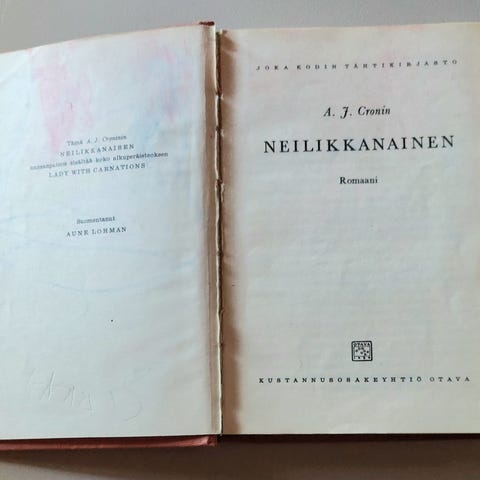 Tämä A. J. Croninin
NEILIKKANAISEN
kansanpainos sisältää koko alkuperäisteoksen
LADY WITH CARNATIONS
Suomentanut
AUNE LOHMAN
JOKA KODIN TÄHTIKIRJASTO
A. J. Cronin
NEILIKKANAINEN
Romaani
OTAVA
KUSTANNUSOSAKEYHTIÖ OTAVA